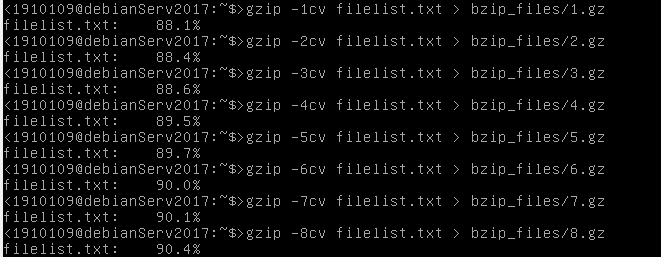 <1910109@debianServ2017:~$>gzip -1cv filelist.txt > bzip_files/1.gz
filelist.txt:    88.1%
<1910109@debianServ2017:~$>gzip -2cv filelist.txt > bzip_files/2.gz
filelist.txt:    88.4%
<1910109@debianServ2017:~$>gzip -3cv filelist.txt > bzip_files/3.gz
filelist.txt:    88.6%
<1910109@debianServ2017:~$>gzip -4cv filelist.txt > bzip_files/4.gz
filelist.txt:    89.5%
<1910109@debianServ2017:~$>gzip -5cv filelist.txt > bzip_files/5.gz
filelist.txt:    89.7%
<1910109@debianServ2017:~$>gzip -6cv filelist.txt > bzip_files/6.gz
filelist.txt:    90.0%
<1910109@debianServ2017:~$>gzip -7cv filelist.txt > bzip_files/7.gz
filelist.txt:    90.1%
<1910109@debianServ2017:~$>gzip -8cv filelist.txt > bzip_files/8.gz
filelist.txt:    90.4%